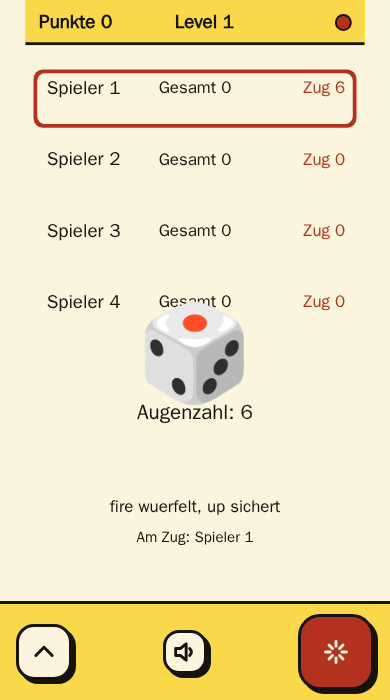 Punkte 0 Level 1
Spieler 1 Gesamt 0 Zug 6
Spieler 2 Gesamt 0 Zug 0
Spieler 3 Gesamt 0 Zug 0
Spieler 4 Gesamt 0 Zug 0
Augenzahl: 6
fire wuerfelt, up sichert
Am Zug: Spieler 1